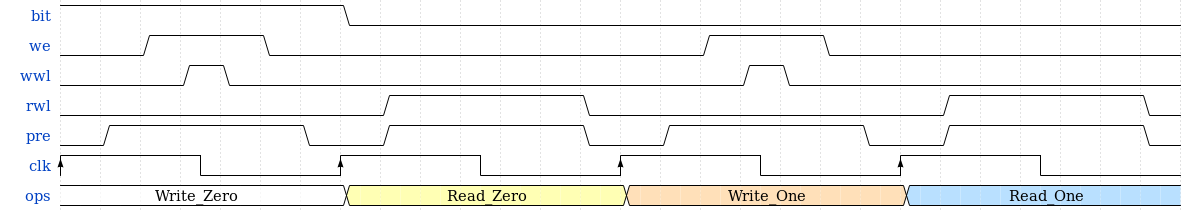 bit
we
wwl
rwl
pre
clk
ops Write_Zero Read_Zero Write_One Read_One